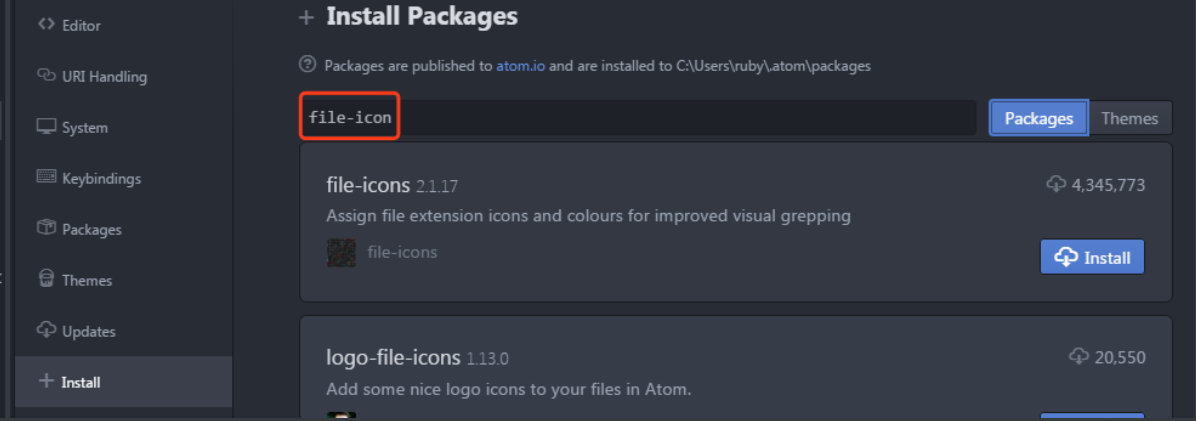 Editor
URI Handling
System
Keybindings
Packages
Themes
Updates
Install
Install Packages
Packages are published to atom.io and are installed to C:\Users\ruby\.atom\packages
file-icon
Packages Themes
file-icons 2.1.17 4,345,773
Assign file extension icons and colours for improved visual grepping
file-icons
Install
logo-file-icons 1.13.0 20,550
Add some nice logo icons to your files in Atom.